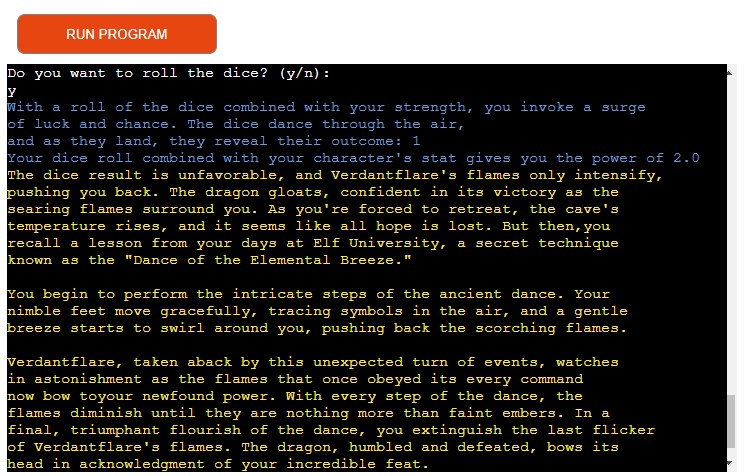 RUN PROGRAM
Do you want to roll the dice? (y/n):
y
With a roll of the dice combined with your strength, you invoke a surge
of luck and chance. The dice dance through the air,
and as they land, they reveal their outcome: 1
Your dice roll combined with your character's stat gives you the power of 2.0
The dice result is unfavorable, and Verdantflare's flames only intensify,
pushing you back. The dragon gloats, confident in its victory as the
searing flames surround you. As you're forced to retreat, the cave's
temperature rises, and it seems like all hope is lost. But then,you
recall a lesson from your days at Elf University, a secret technique
known as the "Dance of the Elemental Breeze."
You begin to perform the intricate steps of the ancient dance. Your
nimble feet move gracefully, tracing symbols in the air, and a gentle
breeze starts to swirl around you, pushing back the scorching flames.
Verdantflare, taken aback by this unexpected turn of events, watches
in astonishment as the flames that once obeyed its every command
now bow toyour newfound power. With every step of the dance, the
flames diminish until they are nothing more than faint embers. In a
final, triumphant flourish of the dance, you extinguish the last flicker
of Verdantflare's flames. The dragon, humbled and defeated, bows its
head in acknowledgment of your incredible feat.